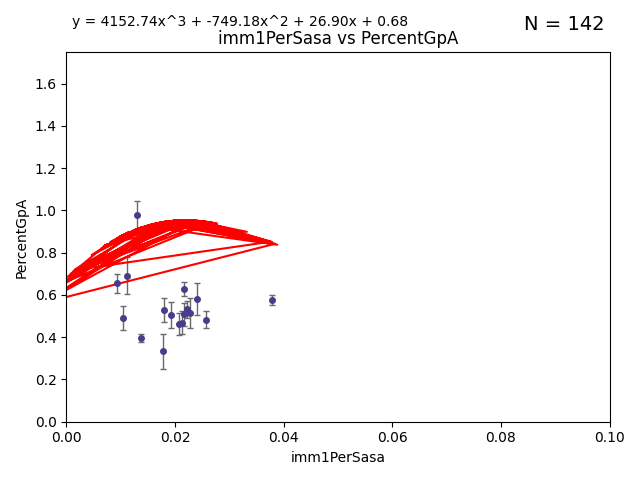 y = 4152.74x^3 + -749.18x^2 + 26.90x + 0.68
N = 142
imm1PerSasa vs PercentGpA
1.6
1.4
1.2
1.0
0.8
0.6
0.4
0.2
0.0
PercentGpA
0.00 0.02 0.04 0.06 0.08 0.10
imm1PerSasa